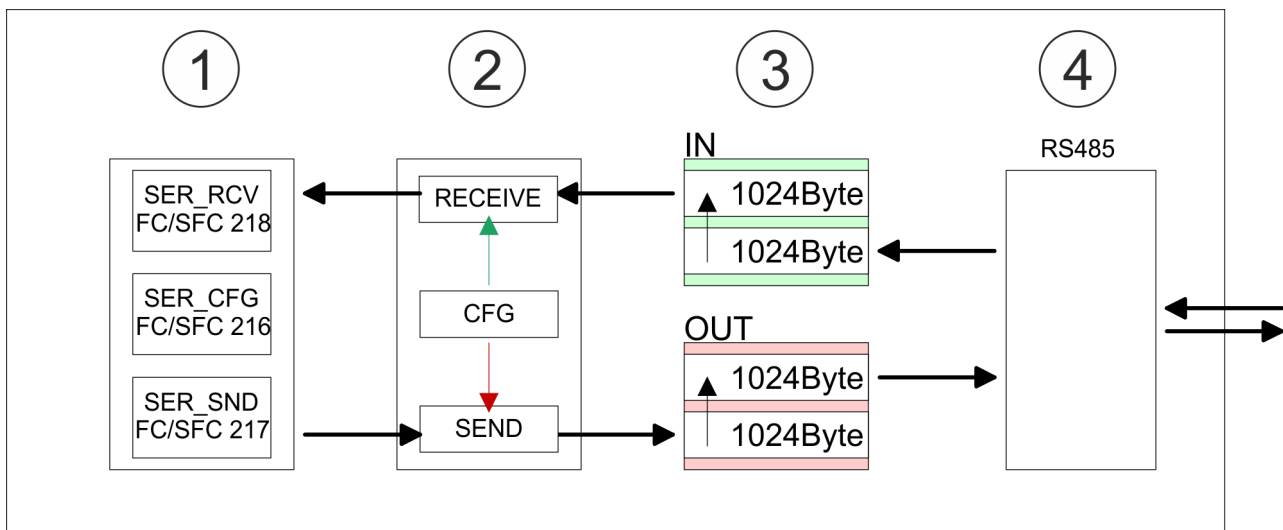 1
2
3
4
SER_RCV
FC/SFC 218
SER_CFG
FC/SFC 216
SER_SND
FC/SFC 217
RECEIVE
CFG
SEND
IN
1024Byte
1024Byte
OUT
1024Byte
1024Byte
RS485